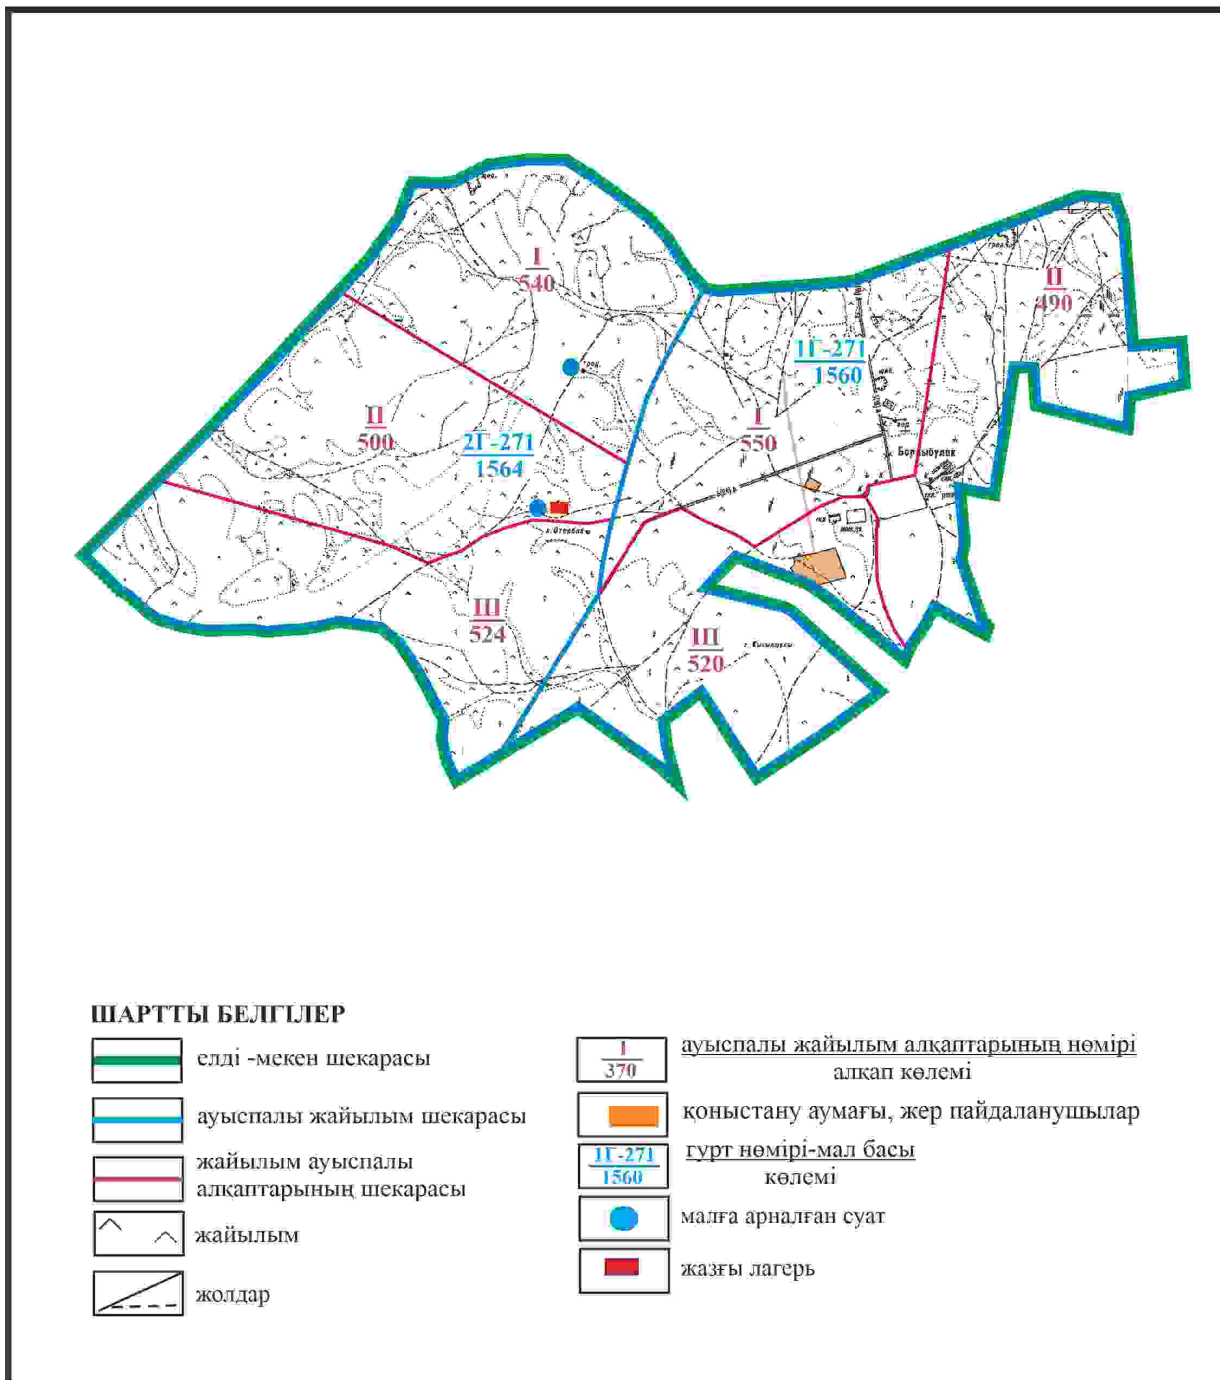 I
540
II
490
1Г-271
1560
II
500
I
550
2Г-271
1564
Борлыбулак
III
524
III
520
ШАРТТЫ БЕЛГІЛЕР
елді -мекен шекарасы
ауыспалы жайылым шекарасы
жайылым ауыспалы
алқаптарының шекарасы
жайылым
жолдар
I
370
ауыспалы жайылым алқаптарының нөмірі
алқап көлемі
қоныстану аумағы, жер пайдаланушылар
1Г-271
1560
гурт нөмірі-мал басы
көлемі
малға арналған суат
жазғы лагерь